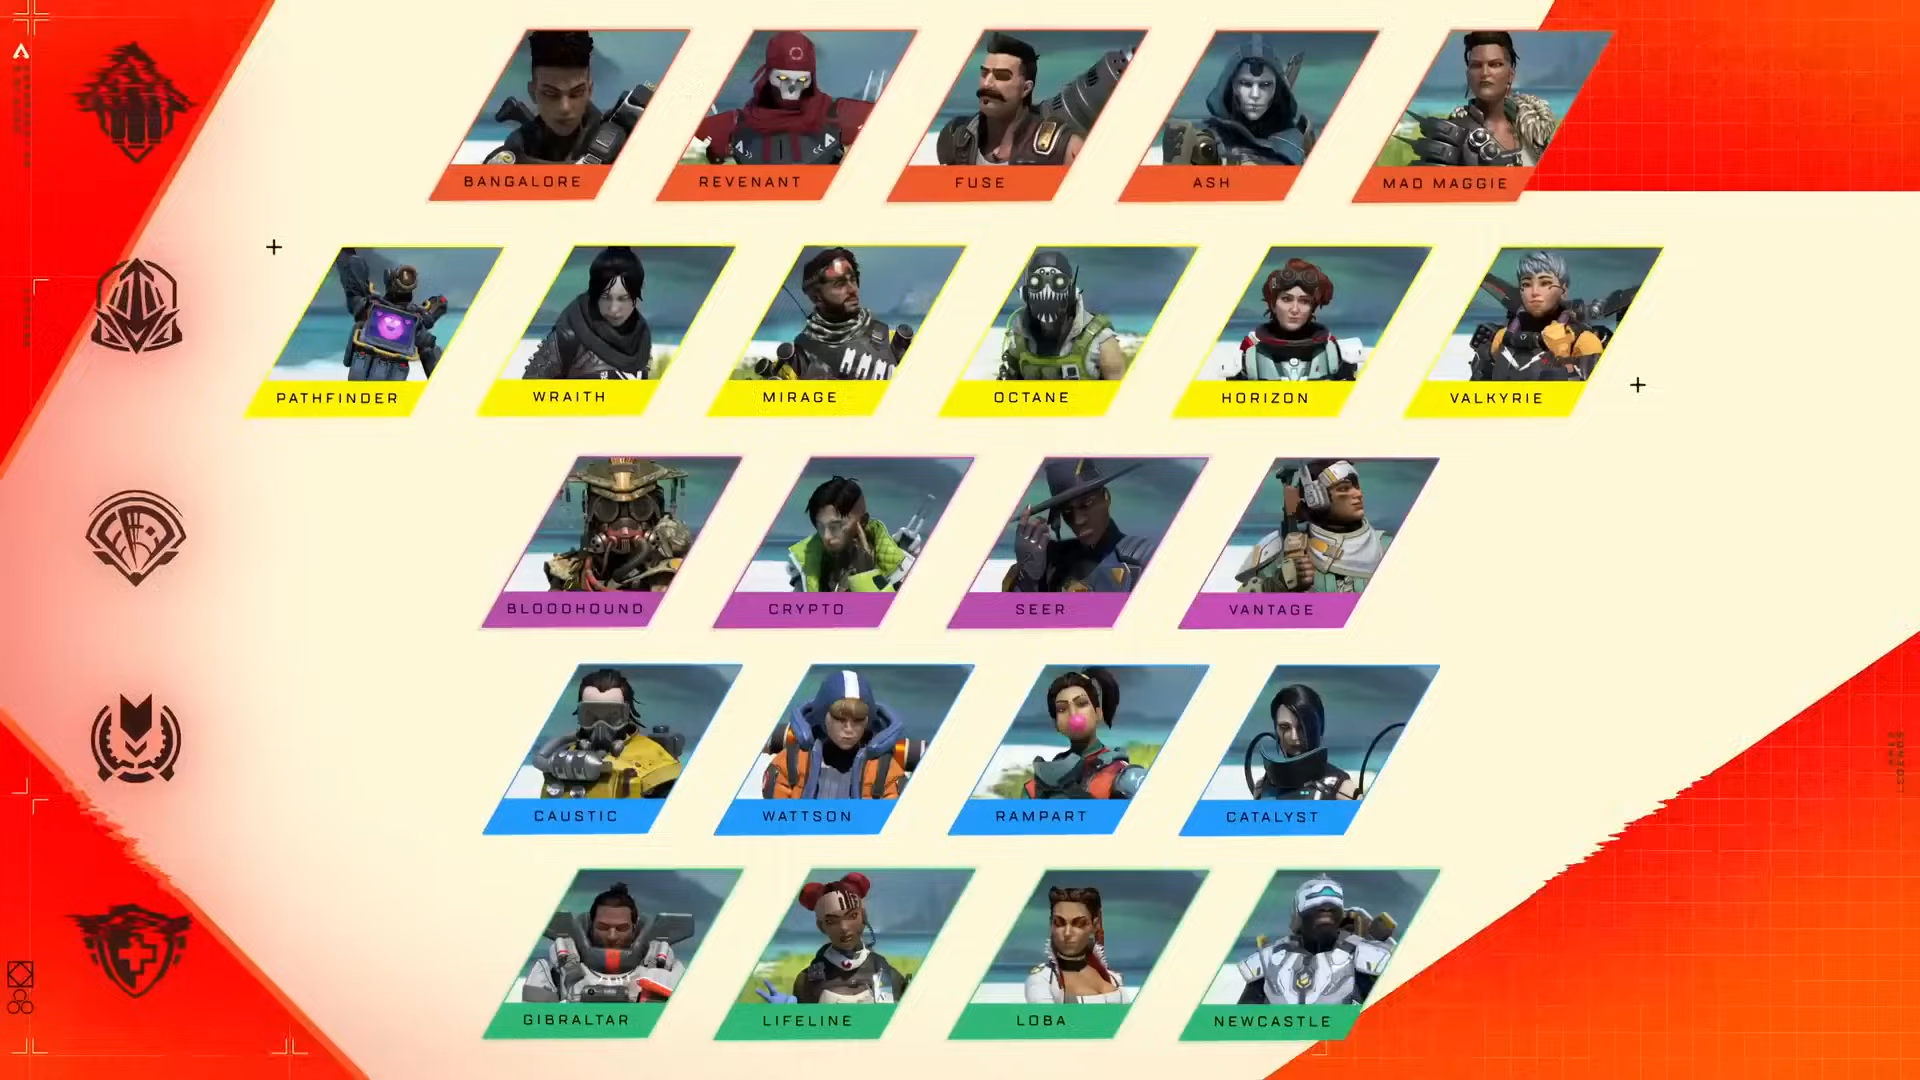 BANGALORE
REVENANT
FUSE
ASH
MAD MAGGIE
PATHFINDER
WRAITH
MIRAGE
OCTANE
HORIZON
VALKYRIE
BLOODHOUND
CRYPTO
SEER
VANTAGE
CAUSTIC
WATTSON
RAMPART
CATALYST
GIBRALTAR
LIFELINE
LOBA
NEWCASTLE